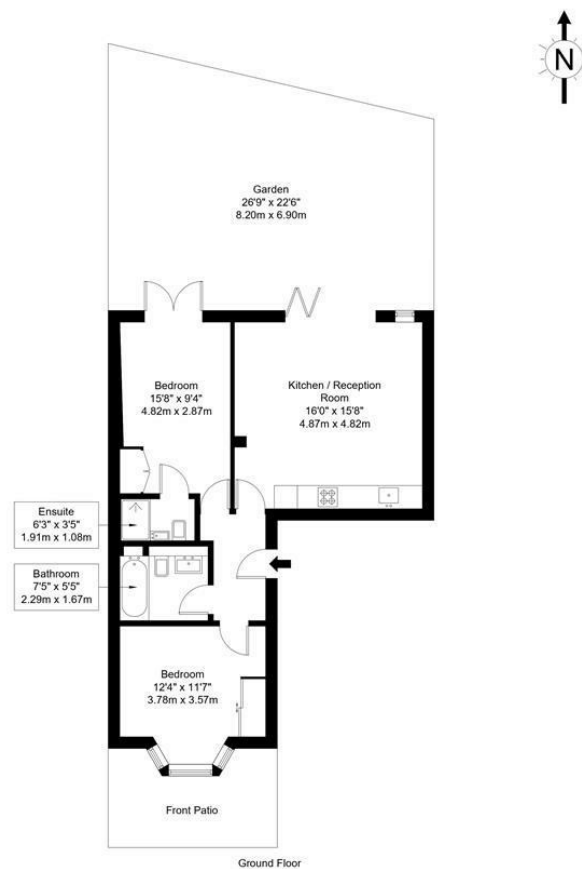 N
Garden
26'9" x 22'6"
8.20m x 6.90m
Bedroom
15'8" x 9'4"
4.82m x 2.87m
Kitchen / Reception
Room
16'0" x 15'8"
4.87m x 4.82m
Ensuite
6'3" x 3'5"
1.91m x 1.08m
Bathroom
7'5" x 5'5"
2.29m x 1.67m
Bedroom
12'4" x 11'7"
3.78m x 3.57m
Front Patio
Ground Floor